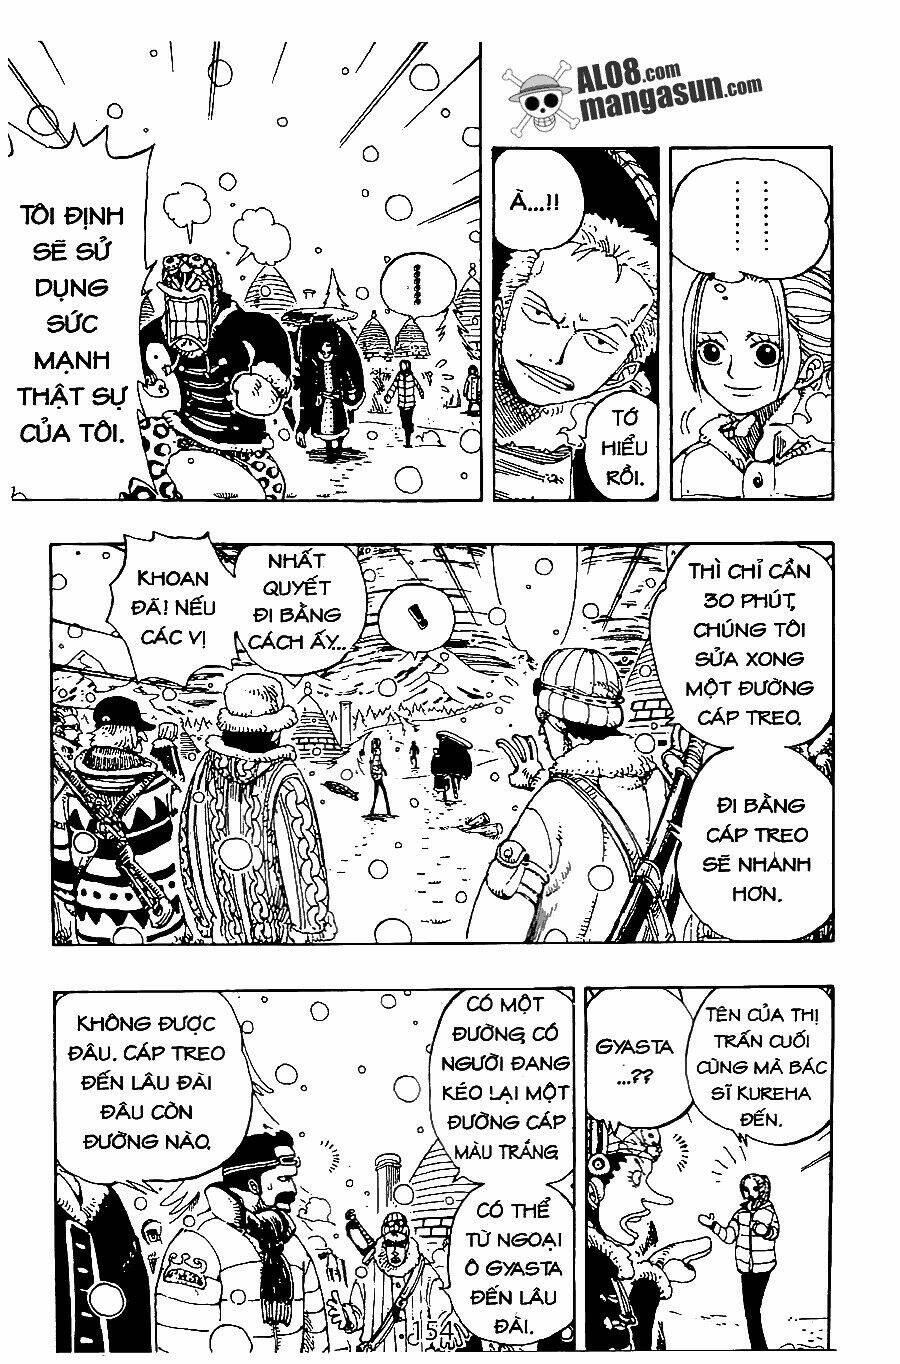 AL08.com
mangasun.com
À...!!
TỚ
HIỂU
RỒI.
TÔI ĐỊNH
SẼ SỬ
DỤNG
SỨC
MẠNH
THẬT SỰ
CỦA TÔI.
THÌ CHỈ CẦN
30 PHÚT,
CHÚNG TÔI
SỬA XONG
MỘT ĐƯỜNG
CÁP TREO.
ĐI BẰNG
CÁP TREO
SẼ NHANH
HƠN.
!
NHẤT
QUYẾT
ĐI BẰNG
CÁCH ẤY...
KHOAN
ĐÃ! NẾU
CÁC VỊ
TÊN CỦA THỊ
TRẤN CUỐI
CÙNG MÀ BÁC
SĨ KUREHA
ĐẾN.
GYASTA
...??
CÓ MỘT
ĐƯỜNG, CÓ
NGƯỜI ĐANG
KÉO LẠI MỘT
ĐƯỜNG CÁP
MÀU TRẮNG
CÓ THỂ
TỪ NGOẠI
Ô GYASTA
ĐẾN LÂU
ĐÀI.
KHÔNG ĐƯỢC
ĐÂU. CÁP TREO
ĐẾN LÂU ĐÀI
ĐÂU CÒN
ĐƯỜNG NÀO.
154